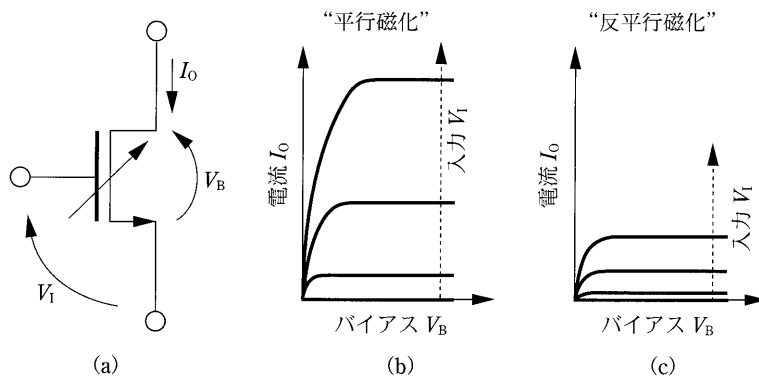 I_O
V_B
V_I
(a)
“平行磁化”
電流 I_O
入力 V_I
バイアス V_B
(b)
“反平行磁化”
電流 I_O
入力 V_I
バイアス V_B
(c)